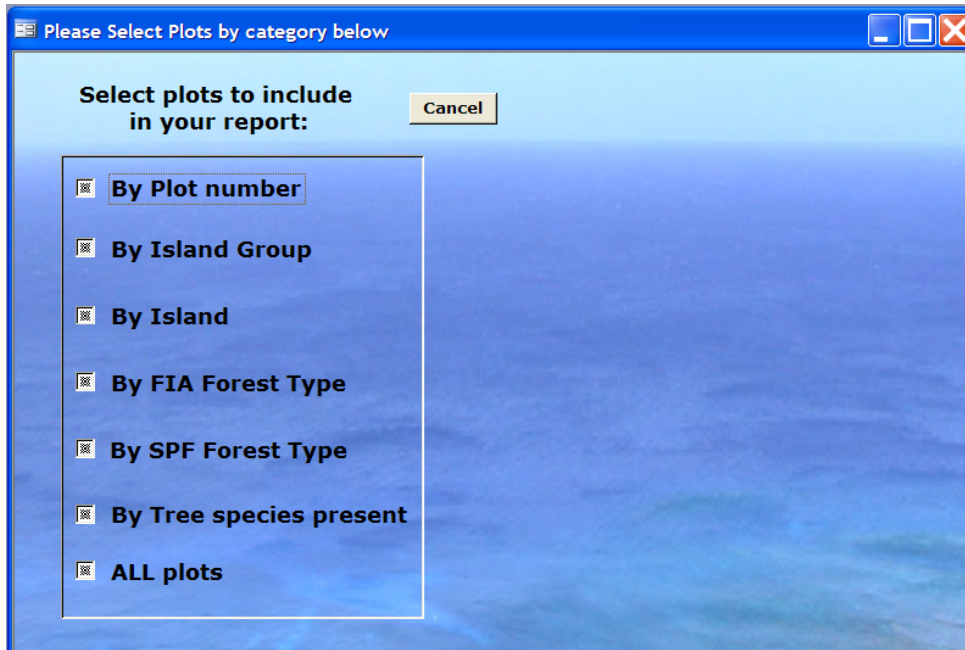 Please Select Plots by category below
Select plots to include
in your report:
Cancel
By Plot number
By Island Group
By Island
By FIA Forest Type
By SPF Forest Type
By Tree species present
ALL plots